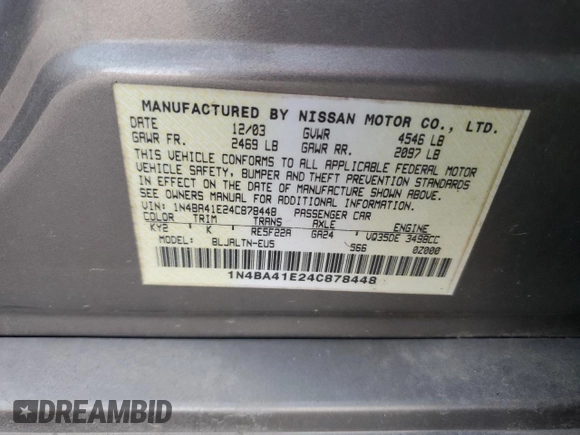 MANUFACTURED BY NISSAN MOTOR CO., LTD.
DATE 12/03 GVWR 4546 LB
GAWR FR. 2469 LB GAWR RR. 2097 LB
THIS VEHICLE CONFORMS TO ALL APPLICABLE FEDERAL MOTOR
VEHICLE SAFETY, BUMPER AND THEFT PREVENTION STANDARDS
IN EFFECT ON THE DATE OF MANUFACTURE SHOWN ABOVE.
SEE OWNERS MANUAL FOR ADDITIONAL INFORMATION.
VIN: 1N4BA41E24C878448 PASSENGER CAR
COLOR TRIM TRANS AXLE ENGINE
KY2 K RE5F22A GA24 VQ35DE 3498CC
MODEL: BLJALTN-EU5 966 0Z000
1N4BA41E24C878448
DREAMBID